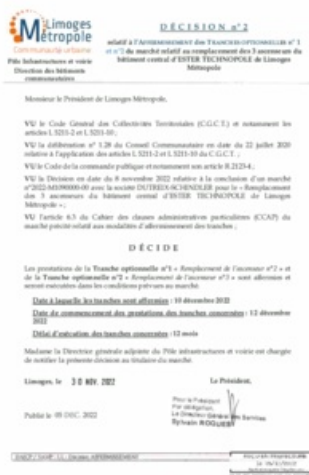 Limoges
Métropole
Communauté urbaine
Pôle Infrastructures et voirie
Direction des bâtiments
communautaires
DÉCISION n°2
relatif à l'AFFERMISSEMENT des TRANCHES OPTIONNELLES n° 1
et n°2 du marché relatif au remplacement des 3 ascenseurs du
bâtiment central d'ESTER TECHNOPOLE de Limoges
Métropole
Monsieur le Président de Limoges Métropole,
VU le Code Général des Collectivités Territoriales (C.G.C.T.) et notamment les
articles L 5211-2 et L 5211-10 ;
VU la délibération n° 1.28 du Conseil Communautaire en date du 22 juillet 2020
relative à l'application des articles L 5211-2 et L 5211-10 du C.G.C.T. ;
VU le Code de la commande publique et notamment son article R.2123-4 ;
VU la Décision en date du 8 novembre 2022 relative à la conclusion d'un marché
avec la société DUTREIX-SCHINDLER pour le « Remplacement
des 3 ascenseurs du bâtiment central d'ESTER TECHNOPOLE de Limoges
Métropole » ;
VU l'article 6.3 du Cahier des clauses administratives particulières (CCAP) du
marché précité relatif aux modalités d'affermissement des tranches ;
DÉCIDE
Les prestations de la Tranche optionnelle n°1 « Remplacement de l'ascenseur n°2 » et
de la Tranche optionnelle n°2 « Remplacement de l'ascenseur n°3 » sont affermies et
seront exécutées dans les conditions prévues au marché.
Date à laquelle les tranches sont affermies : 10 décembre 2022
Date de commencement des prestations des tranches concernées : 12 décembre
2022
Délai d'exécution des tranches concernées : 12 mois
Madame la Directrice générale adjointe du Pôle infrastructures et voirie est chargée
de notifier la présente décision au titulaire du marché.
Limoges, le 30 NOV. 2022
Le Président,
Pour le Président
Par délégation,
Le Directeur Général des Services
Sylvain ROQUES
Publié le 05 DEC. 2022